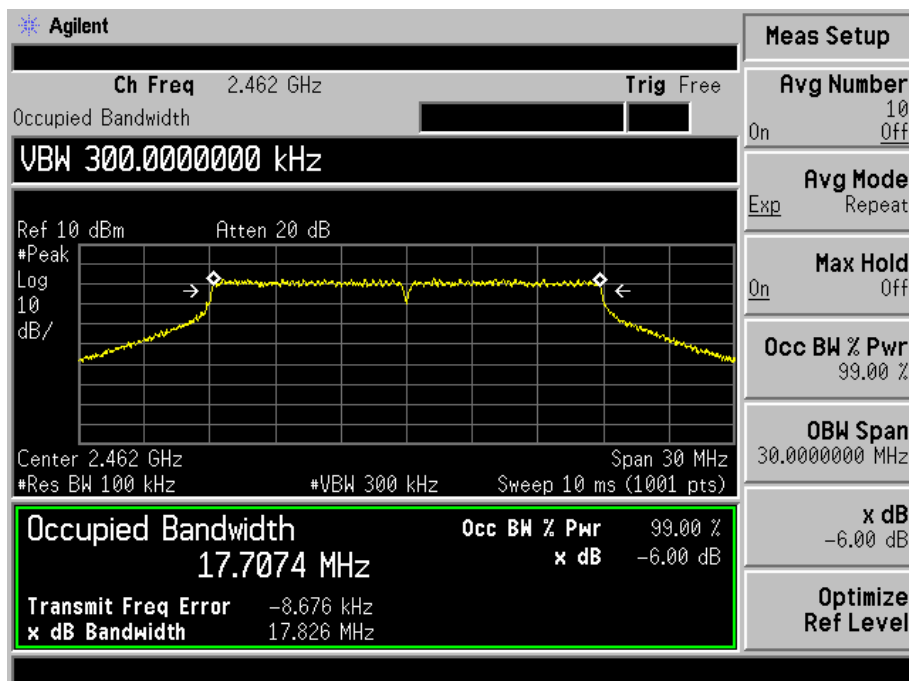 Agilent
Ch Freq 2.462 GHz Trig Free
Occupied Bandwidth
VBW 300.0000000 kHz
Ref 10 dBm Atten 20 dB
#Peak
Log
10
dB/
Center 2.462 GHz Span 30 MHz
#Res BW 100 kHz #VBW 300 kHz Sweep 10 ms (1001 pts)
Occupied Bandwidth Occ BW % Pwr 99.00 %
17.7074 MHz x dB -6.00 dB
Transmit Freq Error -8.676 kHz
x dB Bandwidth 17.826 MHz
Meas Setup
Avg Number
10
On Off
Avg Mode
Exp Repeat
Max Hold
On Off
Occ BW % Pwr
99.00 %
OBW Span
30.0000000 MHz
x dB
-6.00 dB
Optimize
Ref Level